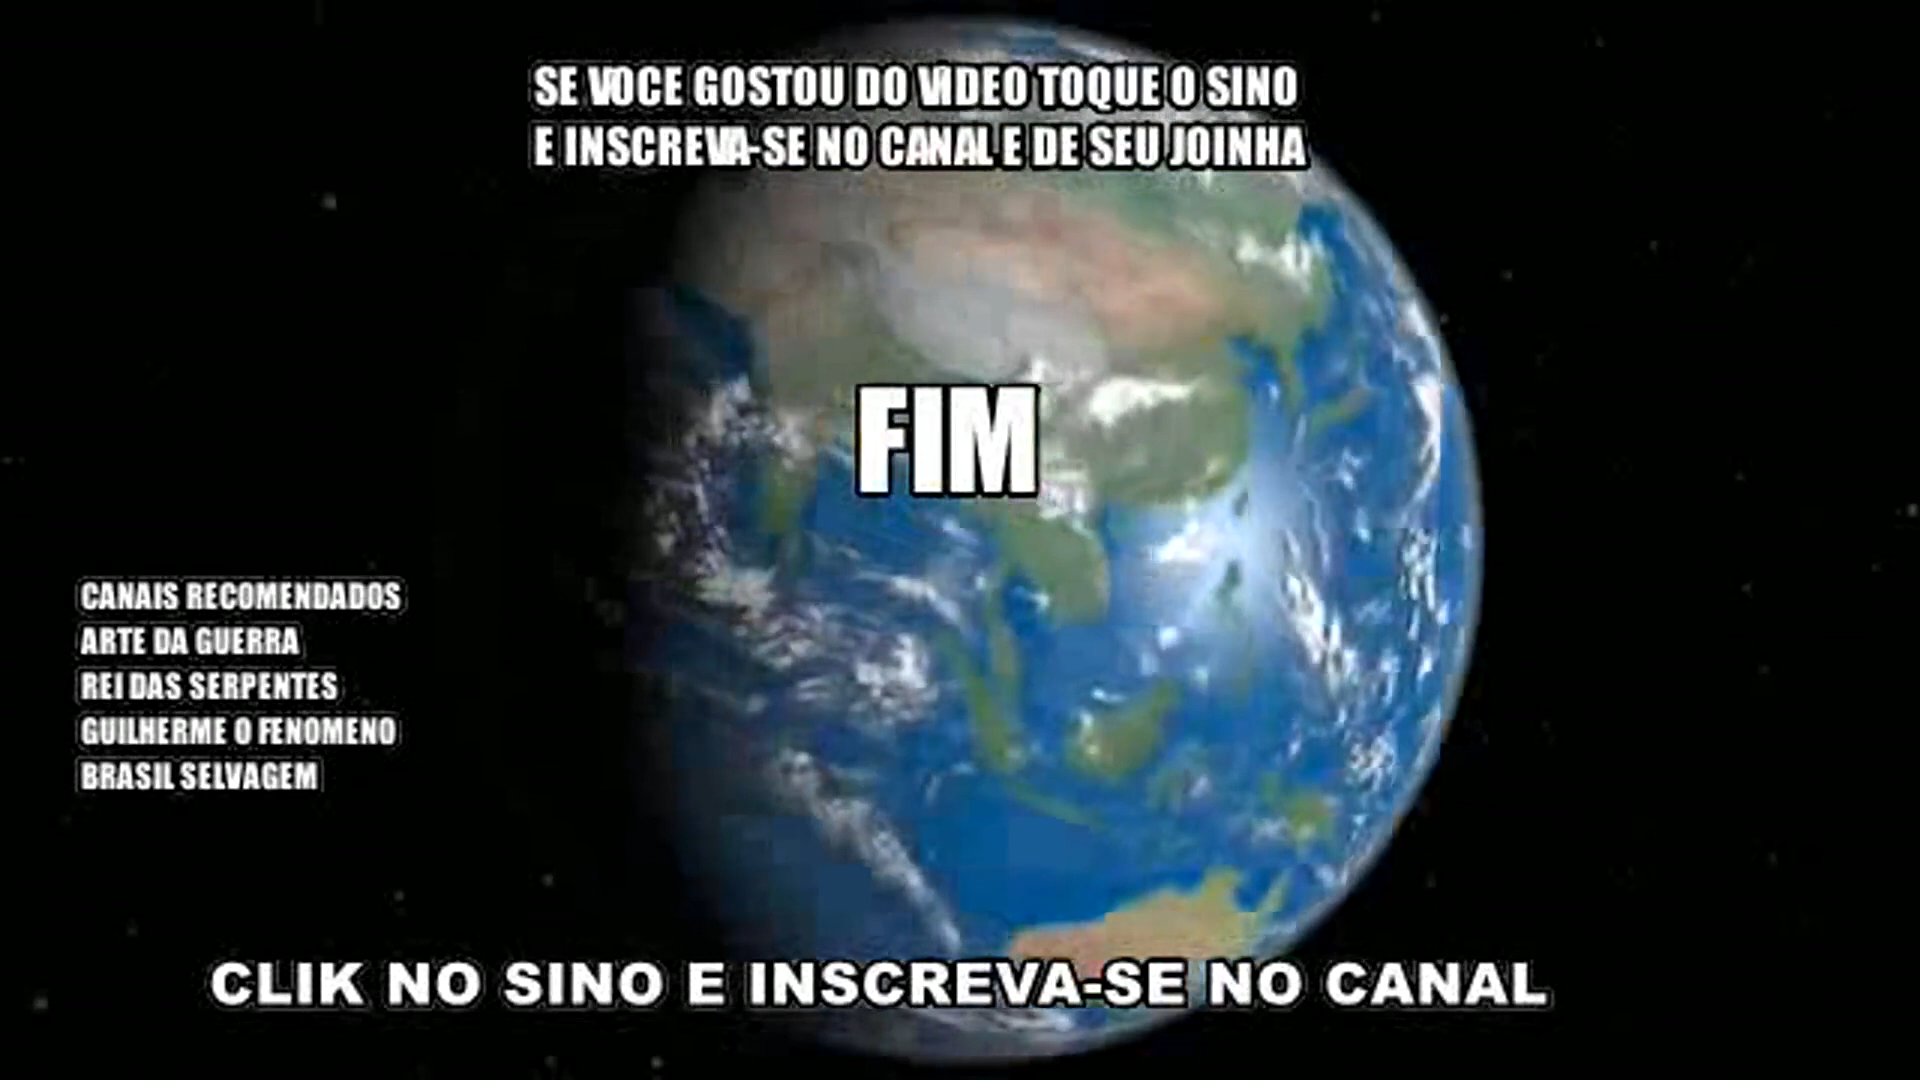 SE VOCE GOSTOU DO VIDEO TOQUE O SINO
E INSCREVA-SE NO CANAL E DE SEU JOINHA
FIM
CANAIS RECOMENDADOS
ARTE DA GUERRA
REI DAS SERPENTES
GUILHERME O FENOMENO
BRASIL SELVAGEM
CLIK NO SINO E INSCREVA-SE NO CANAL